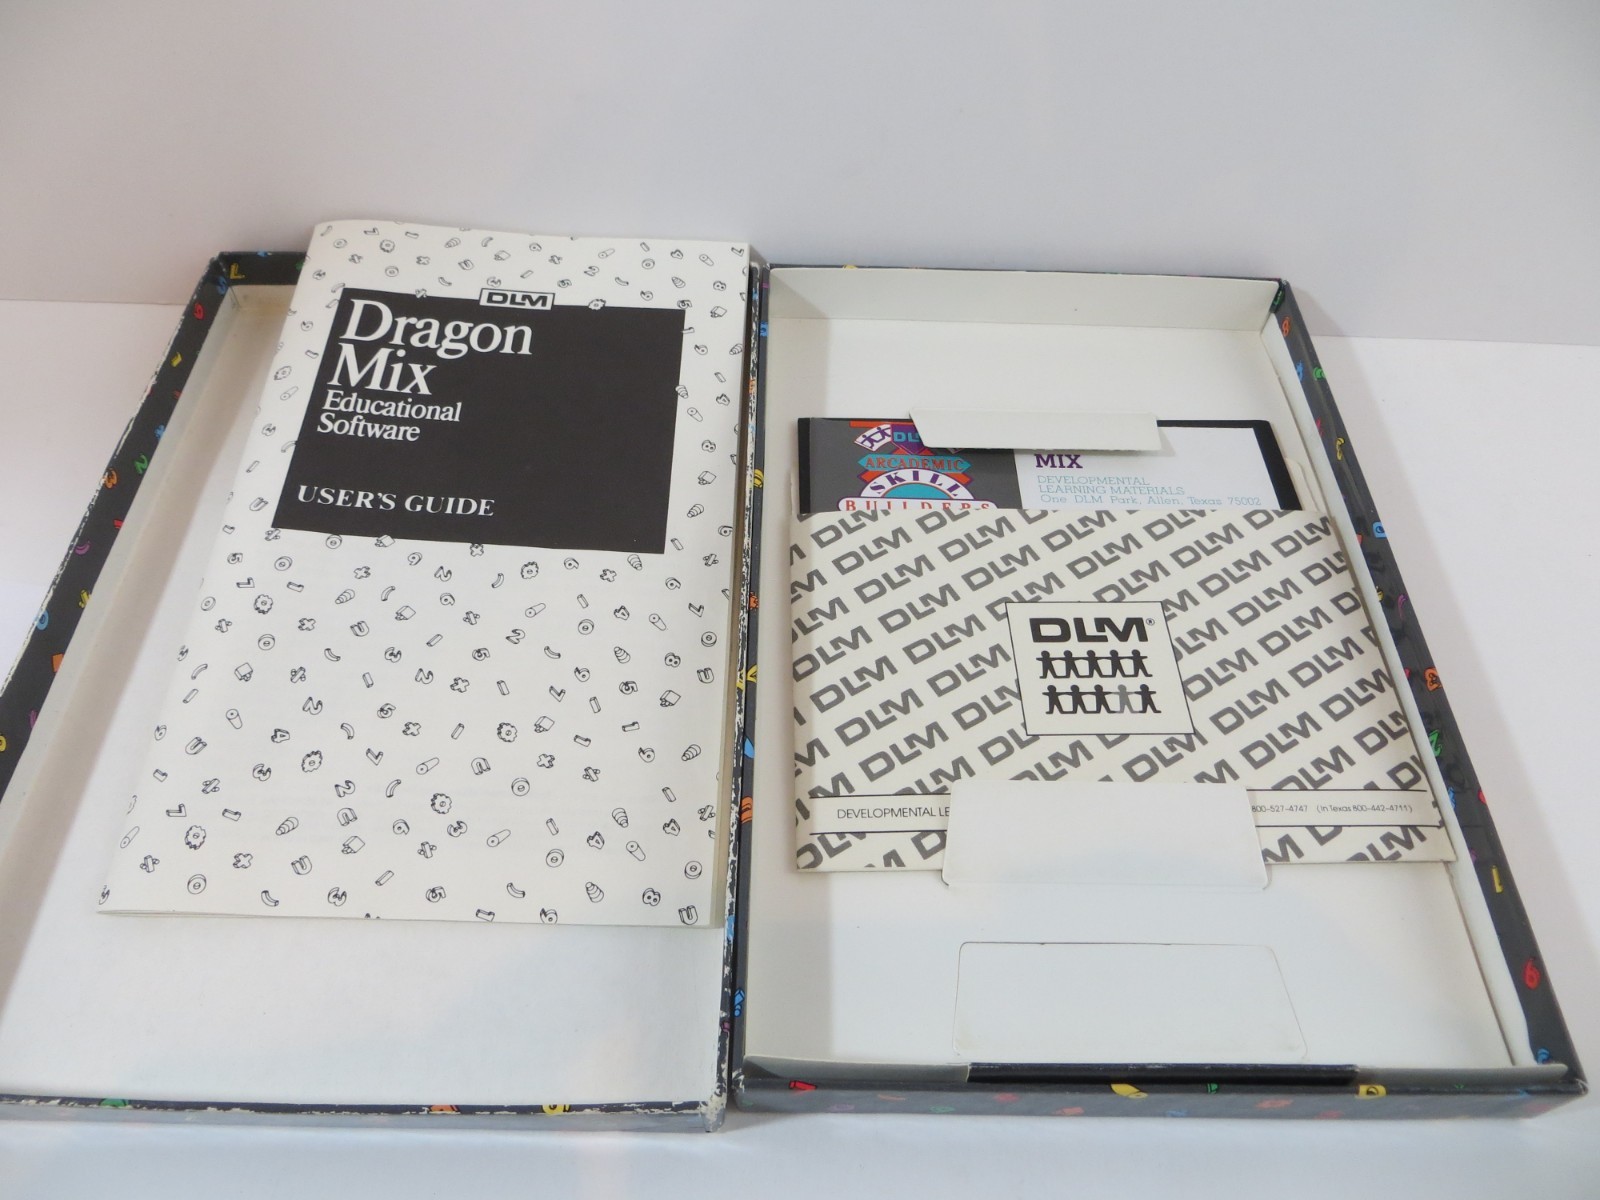 DLM
Dragon
Mix
Educational
Software
USER'S GUIDE
DLM
ARCADEMIC
SKILL
BUILDERS
MIX
DEVELOPMENTAL
LEARNING MATERIALS
One DLM Park, Allen, Texas 75002
DLM®
DEVELOPMENTAL LE
800-527-4747 (in Texas 800-442-4711)